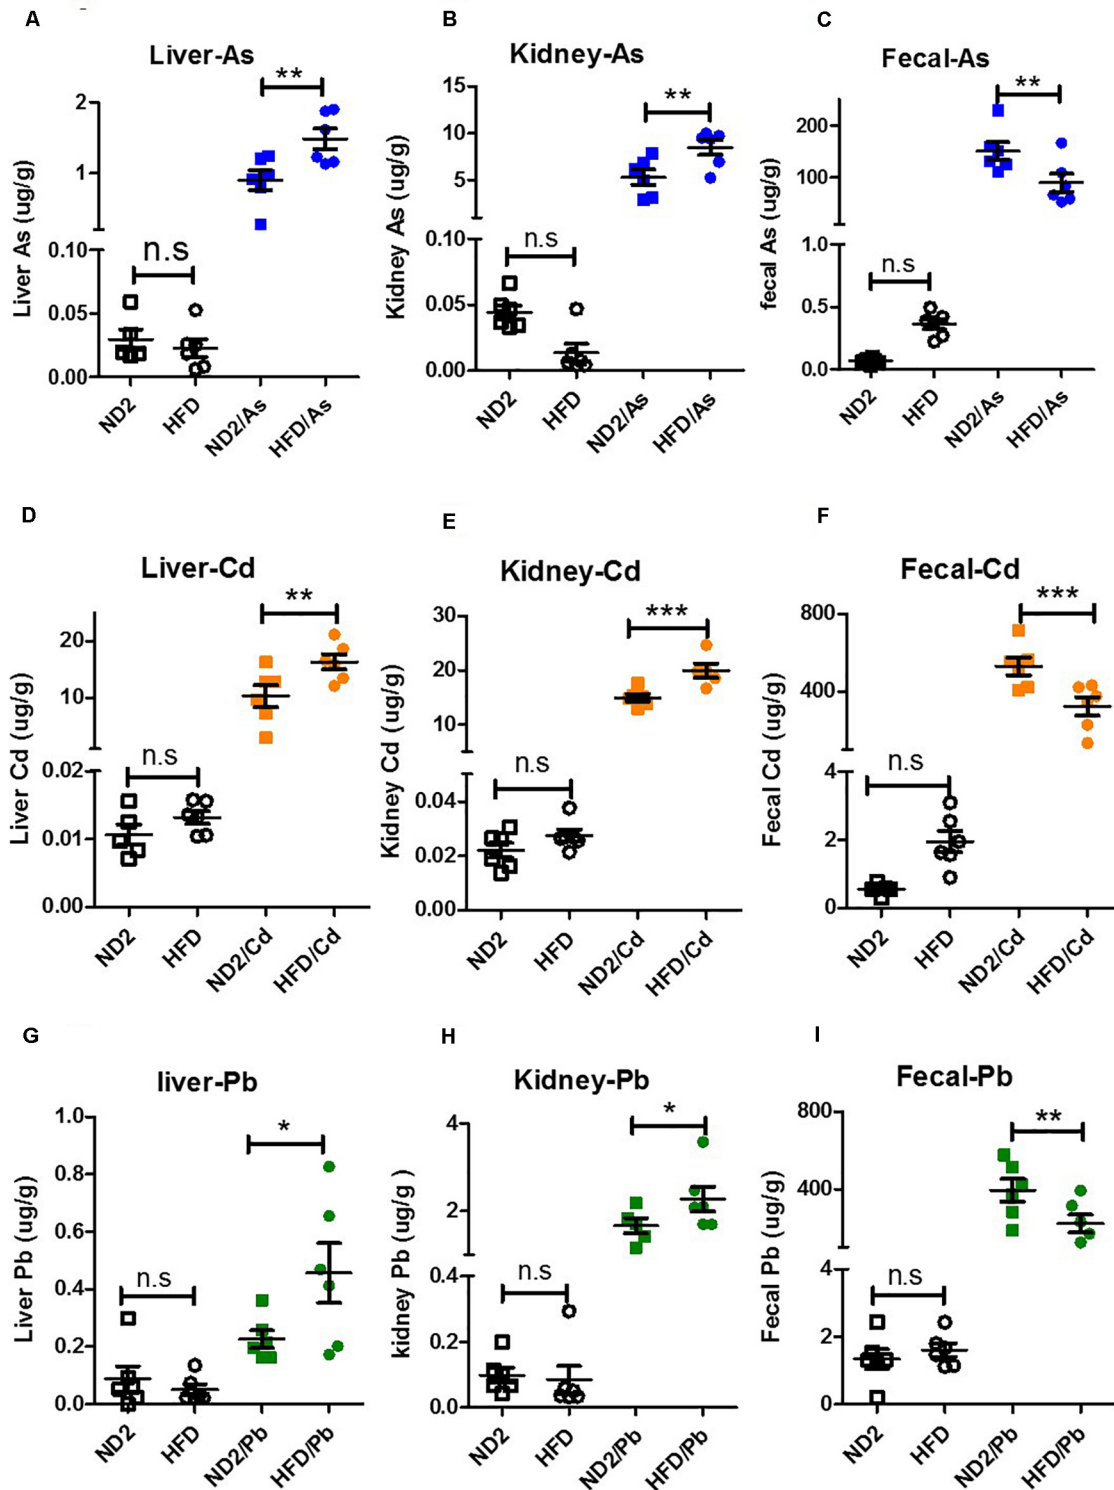 A
Liver-As
**
Liver As (ug/g)
2
1
0.10
0.05
0.00
n.s
ND2
HFD
ND2/As
HFD/As
B
Kidney-As
**
Kidney As (ug/g)
15
10
5
0.10
0.05
0.00
n.s
ND2
HFD
ND2/As
HFD/As
C
Fecal-As
**
fecal As (ug/g)
200
100
1.0
0.5
0.0
n.s
ND2
HFD
ND2/As
HFD/As
D
Liver-Cd
**
Liver Cd (ug/g)
20
10
0.02
0.01
0.00
n.s
ND2
HFD
ND2/Cd
HFD/Cd
E
Kidney-Cd
***
Kidney Cd (ug/g)
30
20
10
0.04
0.02
0.00
n.s
ND2
HFD
ND2/Cd
HFD/Cd
F
Fecal-Cd
***
Fecal Cd (ug/g)
800
400
4
2
0
n.s
ND2
HFD
ND2/Cd
HFD/Cd
G
liver-Pb
*
Liver Pb (ug/g)
1.0
0.8
0.6
0.4
0.2
0.0
n.s
ND2
HFD
ND2/Pb
HFD/Pb
H
Kidney-Pb
*
kidney Pb (ug/g )
4
2
0.4
0.2
0.0
n.s
ND2
HFD
ND2/Pb
HFD/Pb
I
Fecal-Pb
**
Fecal Pb (ug/g)
800
400
4
2
0
n.s
ND2
HFD
ND2/Pb
HFD/Pb